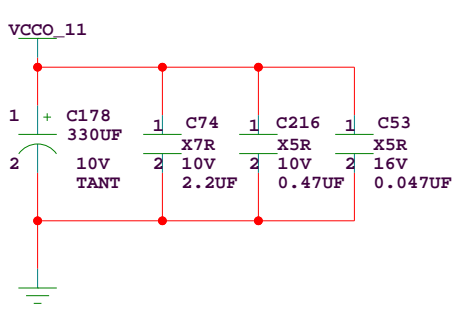 VCCO_11
1 + C178
330UF
2 10V
TANT
1 C74
X7R
2 10V
2.2UF
1 C216
X5R
2 10V
0.47UF
1 C53
X5R
2 16V
0.047UF